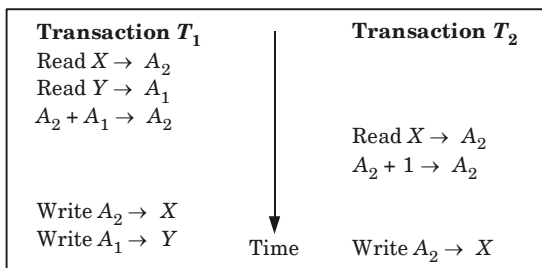 Transaction T₁ Transaction T₂
Read X → A₂
Read Y → A₁
A₂ + A₁ → A₂
Read X → A₂
A₂ + 1 → A₂
Write A₂ → X
Write A₁ → Y Time Write A₂ → X